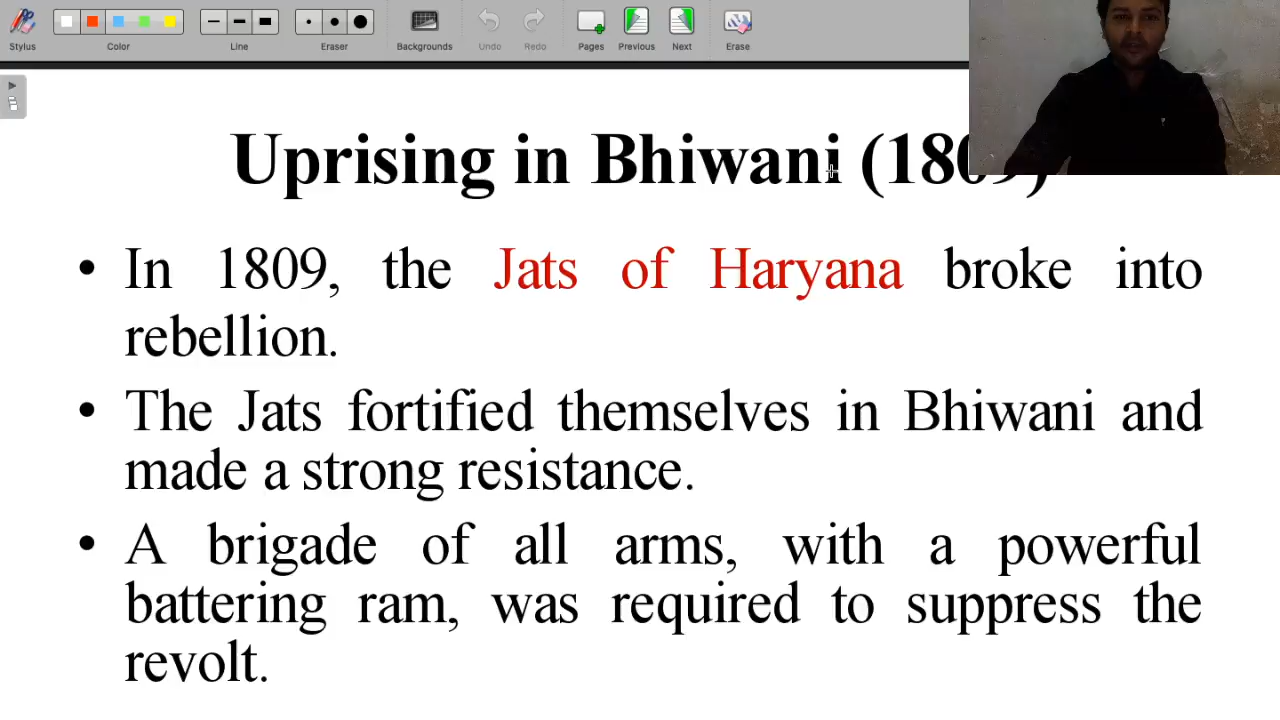 Stylus Color Line Eraser Backgrounds Undo Redo Pages Previous Next Erase
Uprising in Bhiwani (1809)
• In 1809, the Jats of Haryana broke into
rebellion.
• The Jats fortified themselves in Bhiwani and
made a strong resistance.
• A brigade of all arms, with a powerful
battering ram, was required to suppress the
revolt.